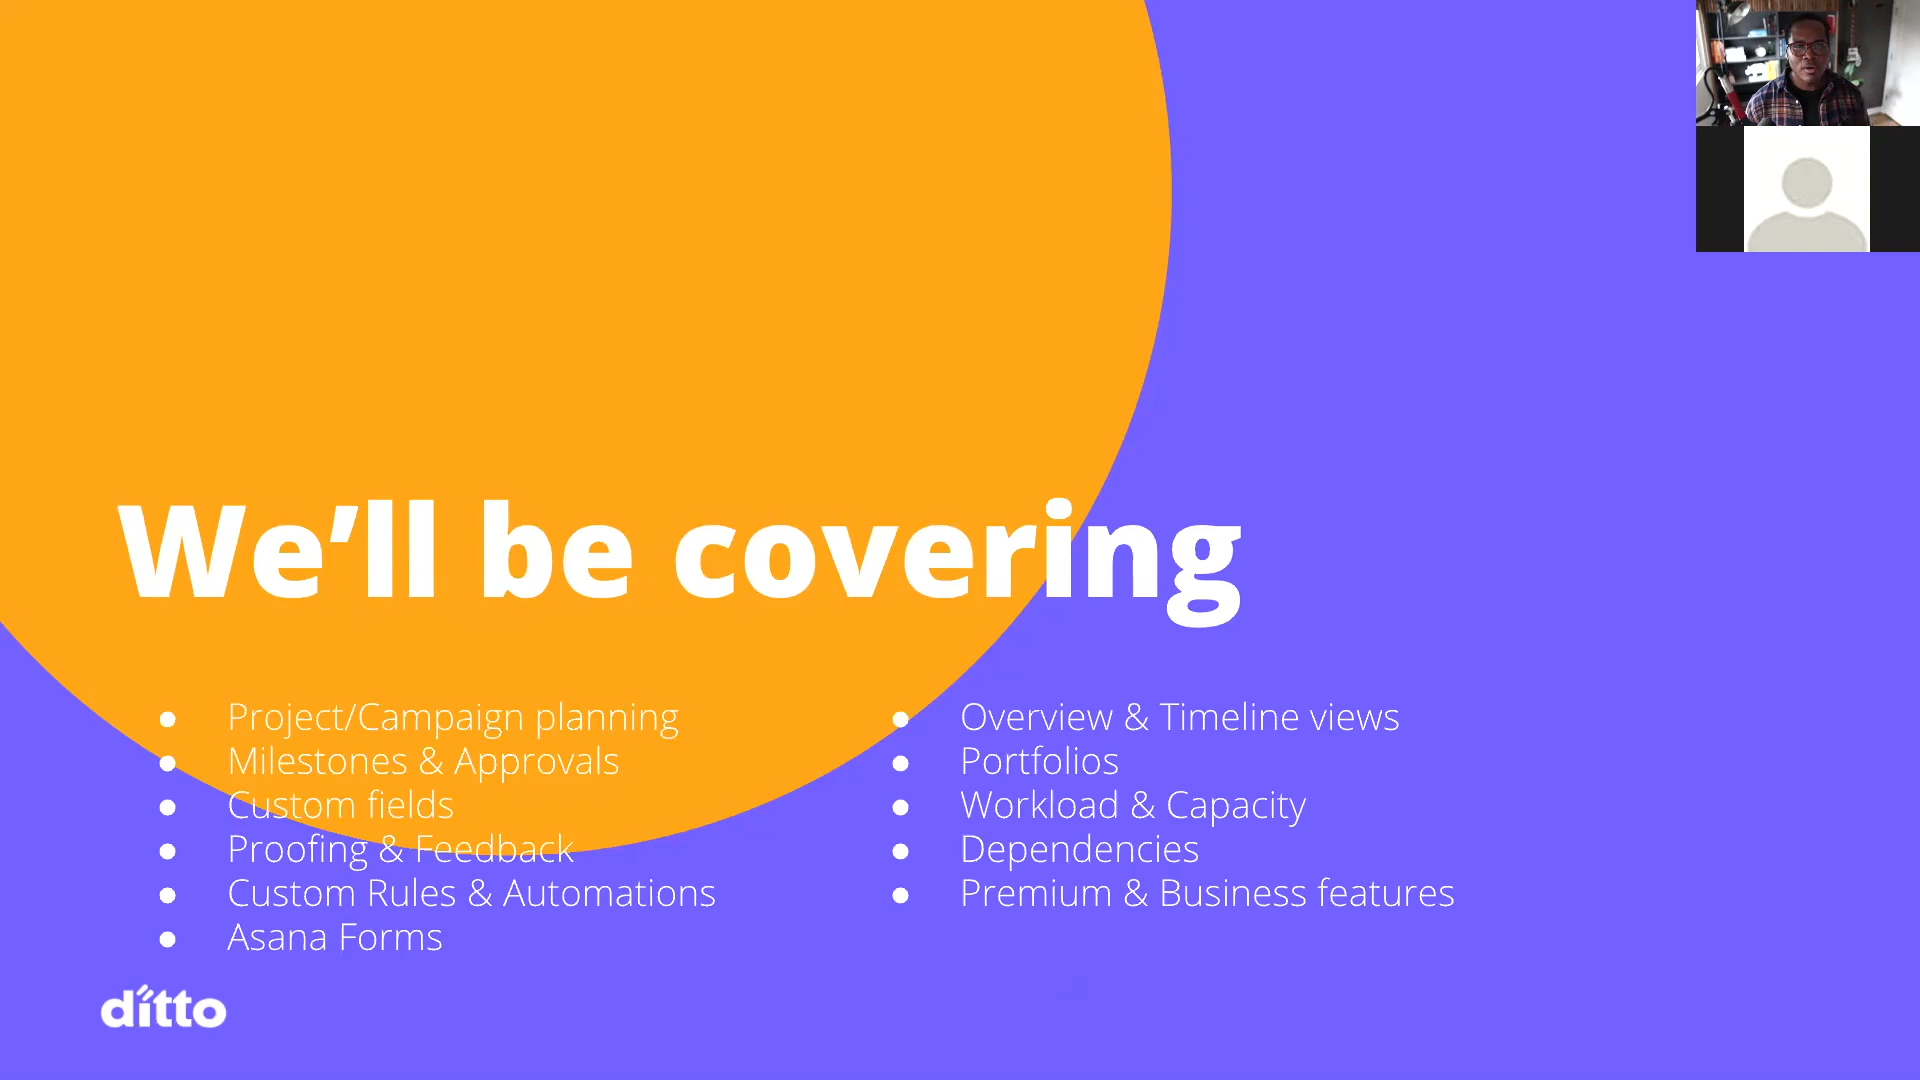 We’ll be covering
● Project/Campaign planning
● Milestones & Approvals
● Custom fields
● Proofing & Feedback
● Custom Rules & Automations
● Asana Forms
● Overview & Timeline views
● Portfolios
● Workload & Capacity
● Dependencies
● Premium & Business features
ditto